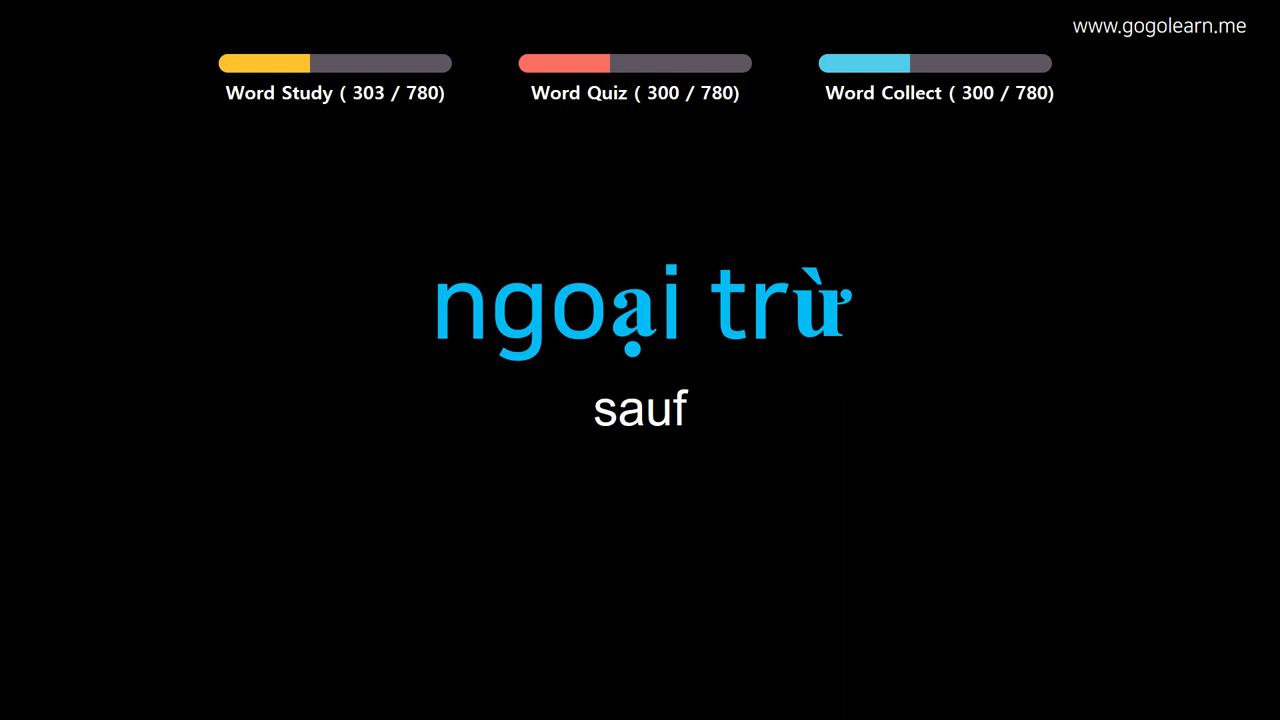 www.gogolearn.me
Word Study ( 303 / 780)
Word Quiz ( 300 / 780)
Word Collect ( 300 / 780)
ngoại trừ
sauf